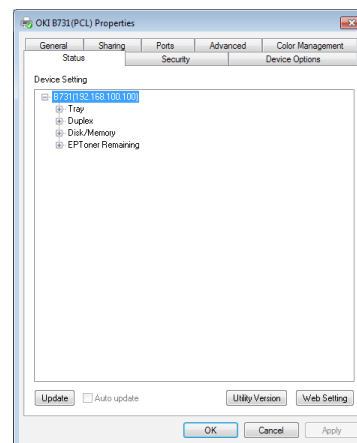 OKI B731(PCL) Properties
General Sharing Ports Advanced Color Management
Status Security Device Options
Device Setting
B731(192.168.100.100)
Tray
Duplex
Disk/Memory
EPToner Remaining
Update Auto update Utility Version Web Setting
OK Cancel Apply